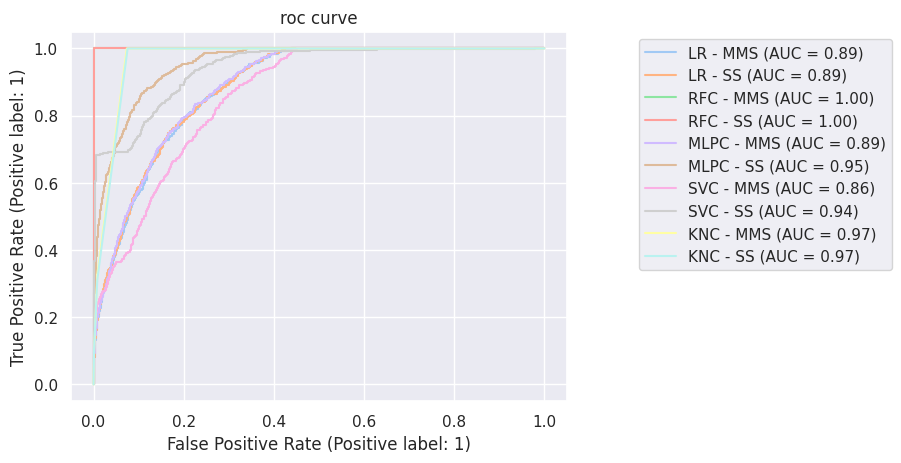 roc curve
1.0
0.8
0.6
0.4
0.2
0.0
True Positive Rate (Positive label: 1)
0.0 0.2 0.4 0.6 0.8 1.0
False Positive Rate (Positive label: 1)
LR - MMS (AUC = 0.89)
LR - SS (AUC = 0.89)
RFC - MMS (AUC = 1.00)
RFC - SS (AUC = 1.00)
MLPC - MMS (AUC = 0.89)
MLPC - SS (AUC = 0.95)
SVC - MMS (AUC = 0.86)
SVC - SS (AUC = 0.94)
KNC - MMS (AUC = 0.97)
KNC - SS (AUC = 0.97)